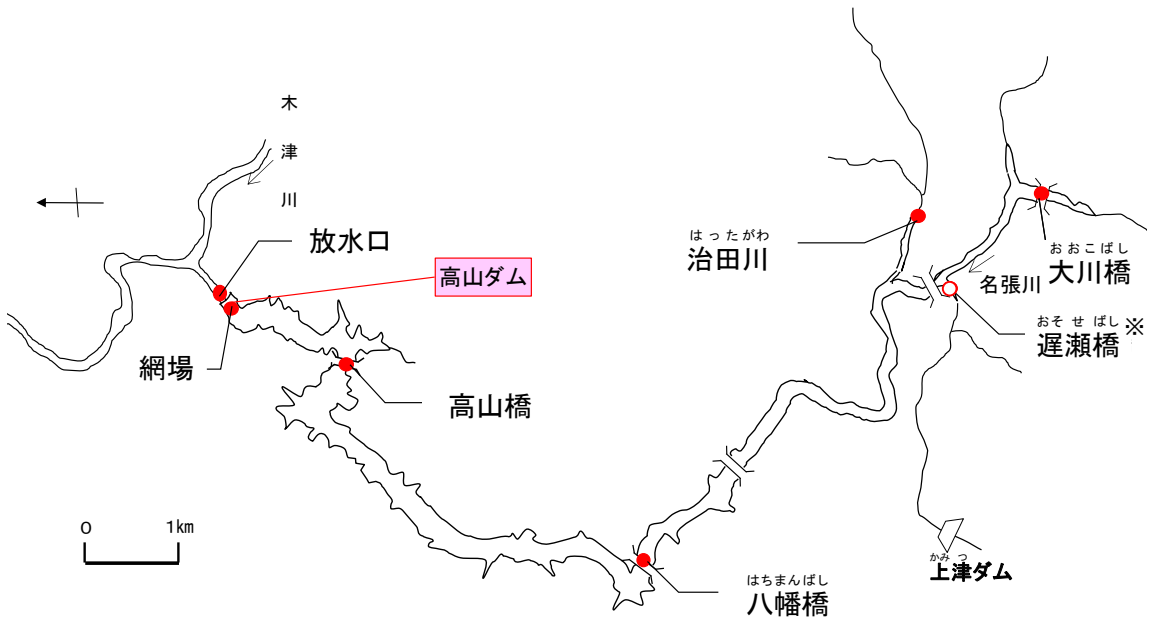 木
津
川
放水口
高山ダム
網場
高山橋
はったがわ
治田川
おおこばし
大川橋
名張川
おそせばし
遅瀬橋※
0 1km
はちまんばし
八幡橋
かみつ
上津ダム